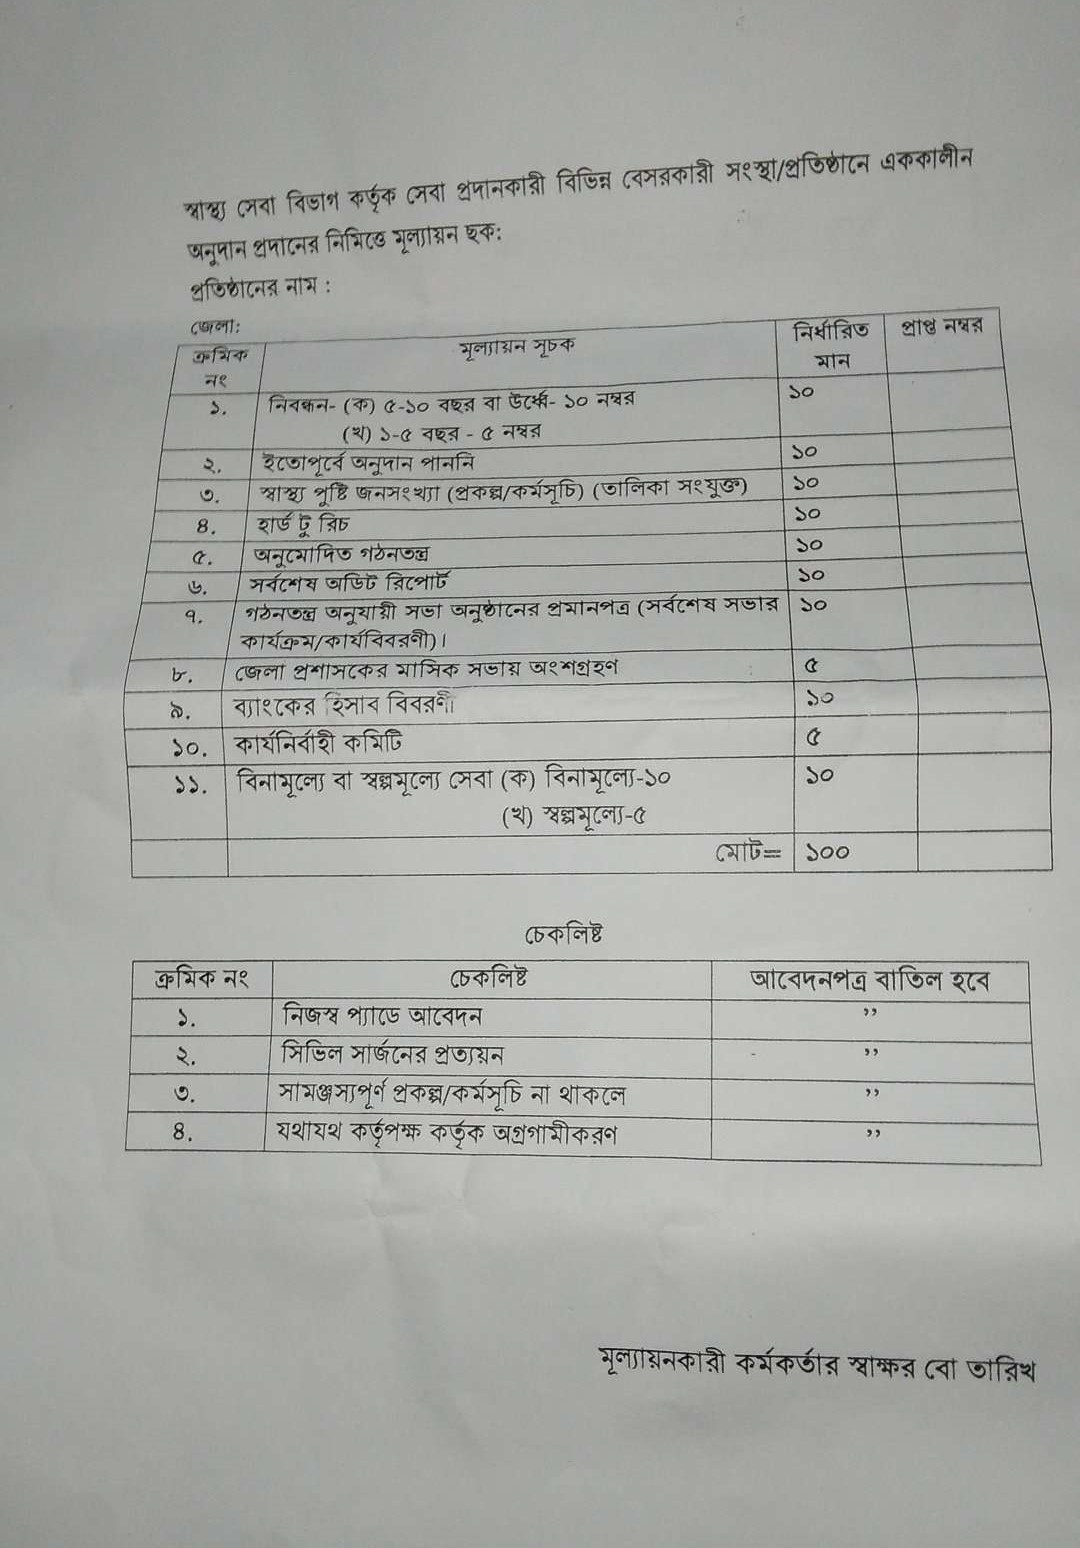 স্বাস্থ্য সেবা বিভাগ কর্তৃক সেবা প্রদানকারী বিভিন্ন বেসরকারী সংস্থা/প্রতিষ্ঠানে এককালীন
অনুদান প্রদানের নিমিত্তে মূল্যায়ন ছক:
প্রতিষ্ঠানের নাম :
জেলা:
ক্রমিক নং মূল্যায়ন সূচক নির্ধারিত মান প্রাপ্ত নম্বর
১. নিবন্ধন- (ক) ৫-১০ বছর বা উর্ধ্বে- ১০ নম্বর ১০
(খ) ১-৫ বছর - ৫ নম্বর
২. ইতোপূর্বে অনুদান পাননি ১০
৩. স্বাস্থ্য পুষ্টি জনসংখ্যা (প্রকল্প/কর্মসূচি) (তালিকা সংযুক্ত) ১০
৪. হার্ড টু রিচ ১০
৫. অনুমোদিত গঠনতন্ত্র ১০
৬. সর্বশেষ অডিট রিপোর্ট ১০
৭. গঠনতন্ত্র অনুযায়ী সভা অনুষ্ঠানের প্রমানপত্র (সর্বশেষ সভার ১০
কার্যক্রম/কার্যবিবরনী)।
৮. জেলা প্রশাসকের মাসিক সভায় অংশগ্রহণ ৫
৯. ব্যাংকের হিসাব বিবরণী ১০
১০. কার্যনির্বাহী কমিটি ৫
১১. বিনামূল্যে বা স্বল্পমূল্যে সেবা (ক) বিনামূল্যে-১০ ১০
(খ) স্বল্পমূল্যে-৫
মোট= ১০০
চেকলিষ্ট
ক্রমিক নং চেকলিষ্ট আবেদনপত্র বাতিল হবে
১. নিজস্ব প্যাডে আবেদন ,,
২. সিভিল সার্জনের প্রত্যয়ন ,,
৩. সামঞ্জস্যপূর্ণ প্রকল্প/কর্মসূচি না থাকলে ,,
৪. যথাযথ কর্তৃপক্ষ কর্তৃক অগ্রগামীকরণ ,,
মূল্যায়নকারী কর্মকর্তার স্বাক্ষর বো তারিখ